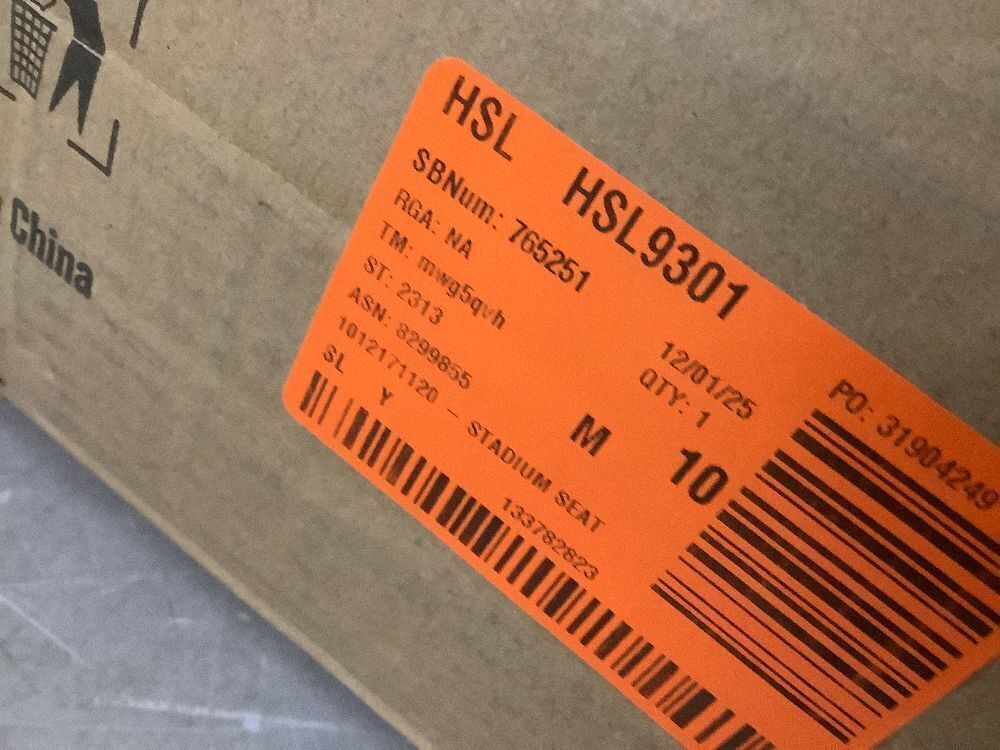 China
HSL HSL9301
SBNum: 765251
RGA: NA 12/01/25
TM: mwg5qvh QTY: 1
ST: 2313 M 10
ASN: 8299855
1012171120 - STADIUM SEAT
SL Y 133782823
PO: 31904249